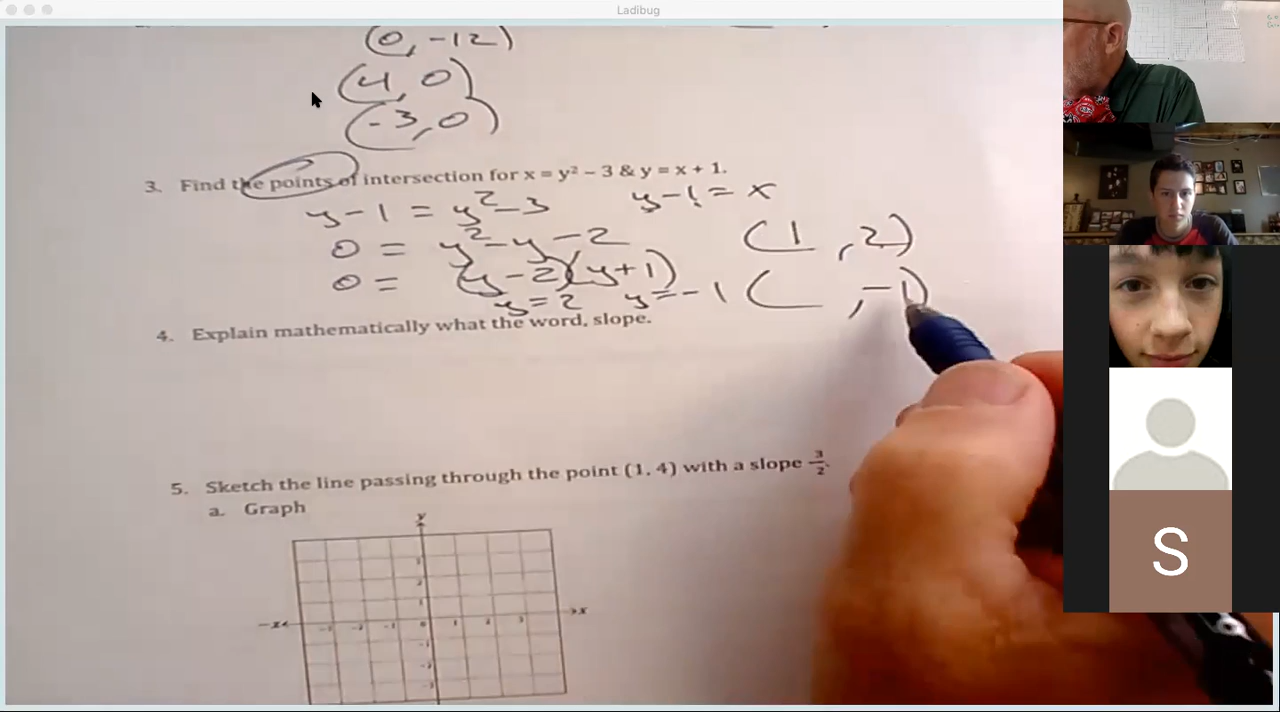 Ladibug
(0, -12)
(4, 0)
(-3, 0)
3. Find the points of intersection for x = y² – 3 & y = x + 1.
y - 1 = y² - 3
y - 1 = x
0 = y² - y - 2
(1, 2)
0 = (y - 2)(y + 1)
y = 2 y = -1
( , -1)
4. Explain mathematically what the word, slope.
5. Sketch the line passing through the point (1, 4) with a slope 3/2.
a. Graph
y
-x
x
S